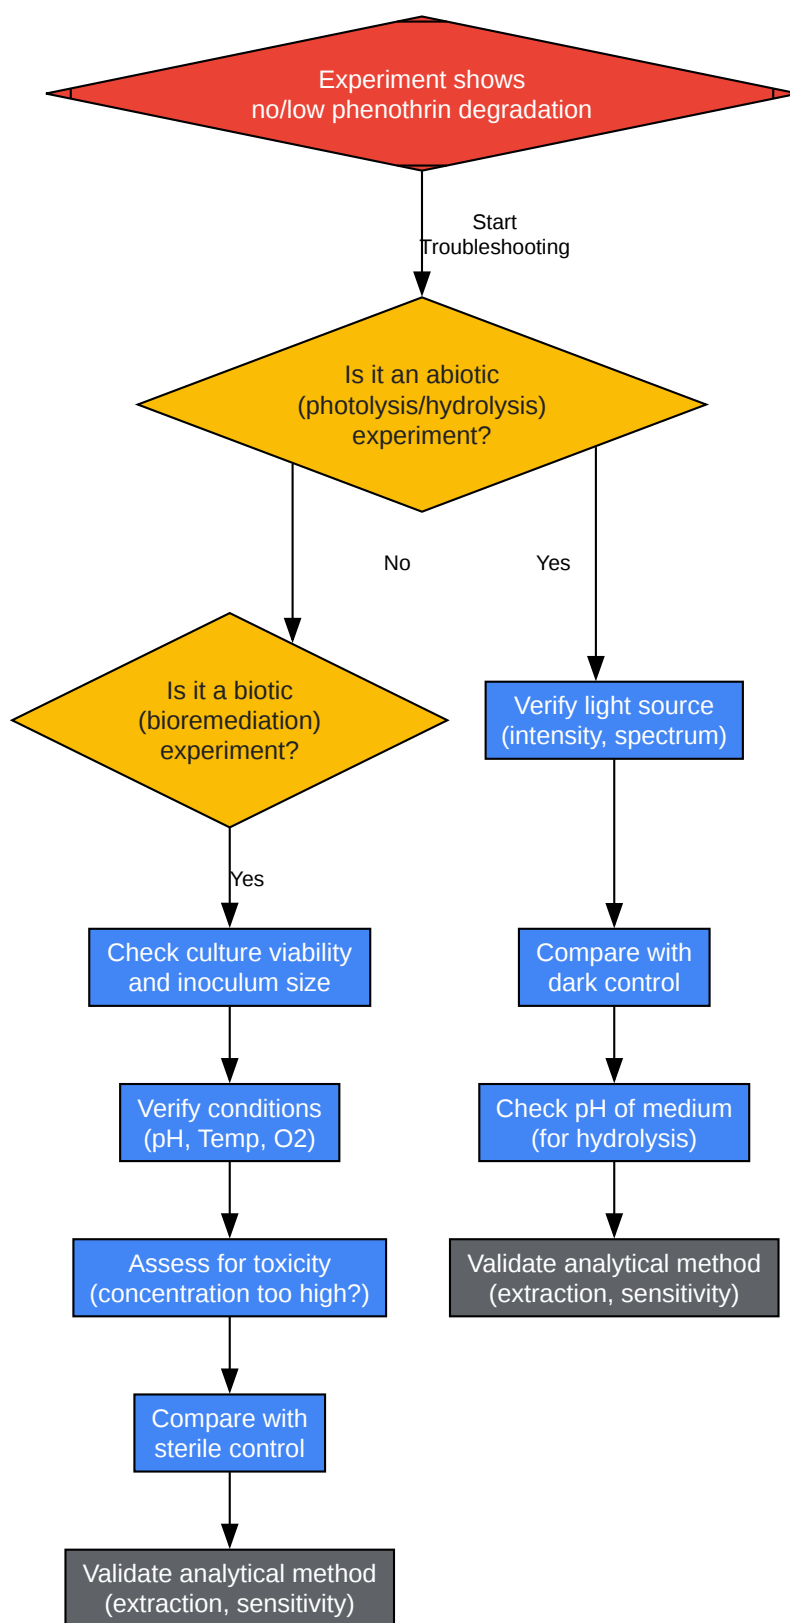 Experiment shows
no/low phenothrin degradation
Start
Troubleshooting
Is it an abiotic
(photolysis/hydrolysis)
experiment?
No
Yes
Is it a biotic
(bioremediation)
experiment?
Verify light source
(intensity, spectrum)
Yes
Check culture viability
and inoculum size
Compare with
dark control
Verify conditions
(pH, Temp, O2)
Check pH of medium
(for hydrolysis)
Assess for toxicity
(concentration too high?)
Validate analytical method
(extraction, sensitivity)
Compare with
sterile control
Validate analytical method
(extraction, sensitivity)